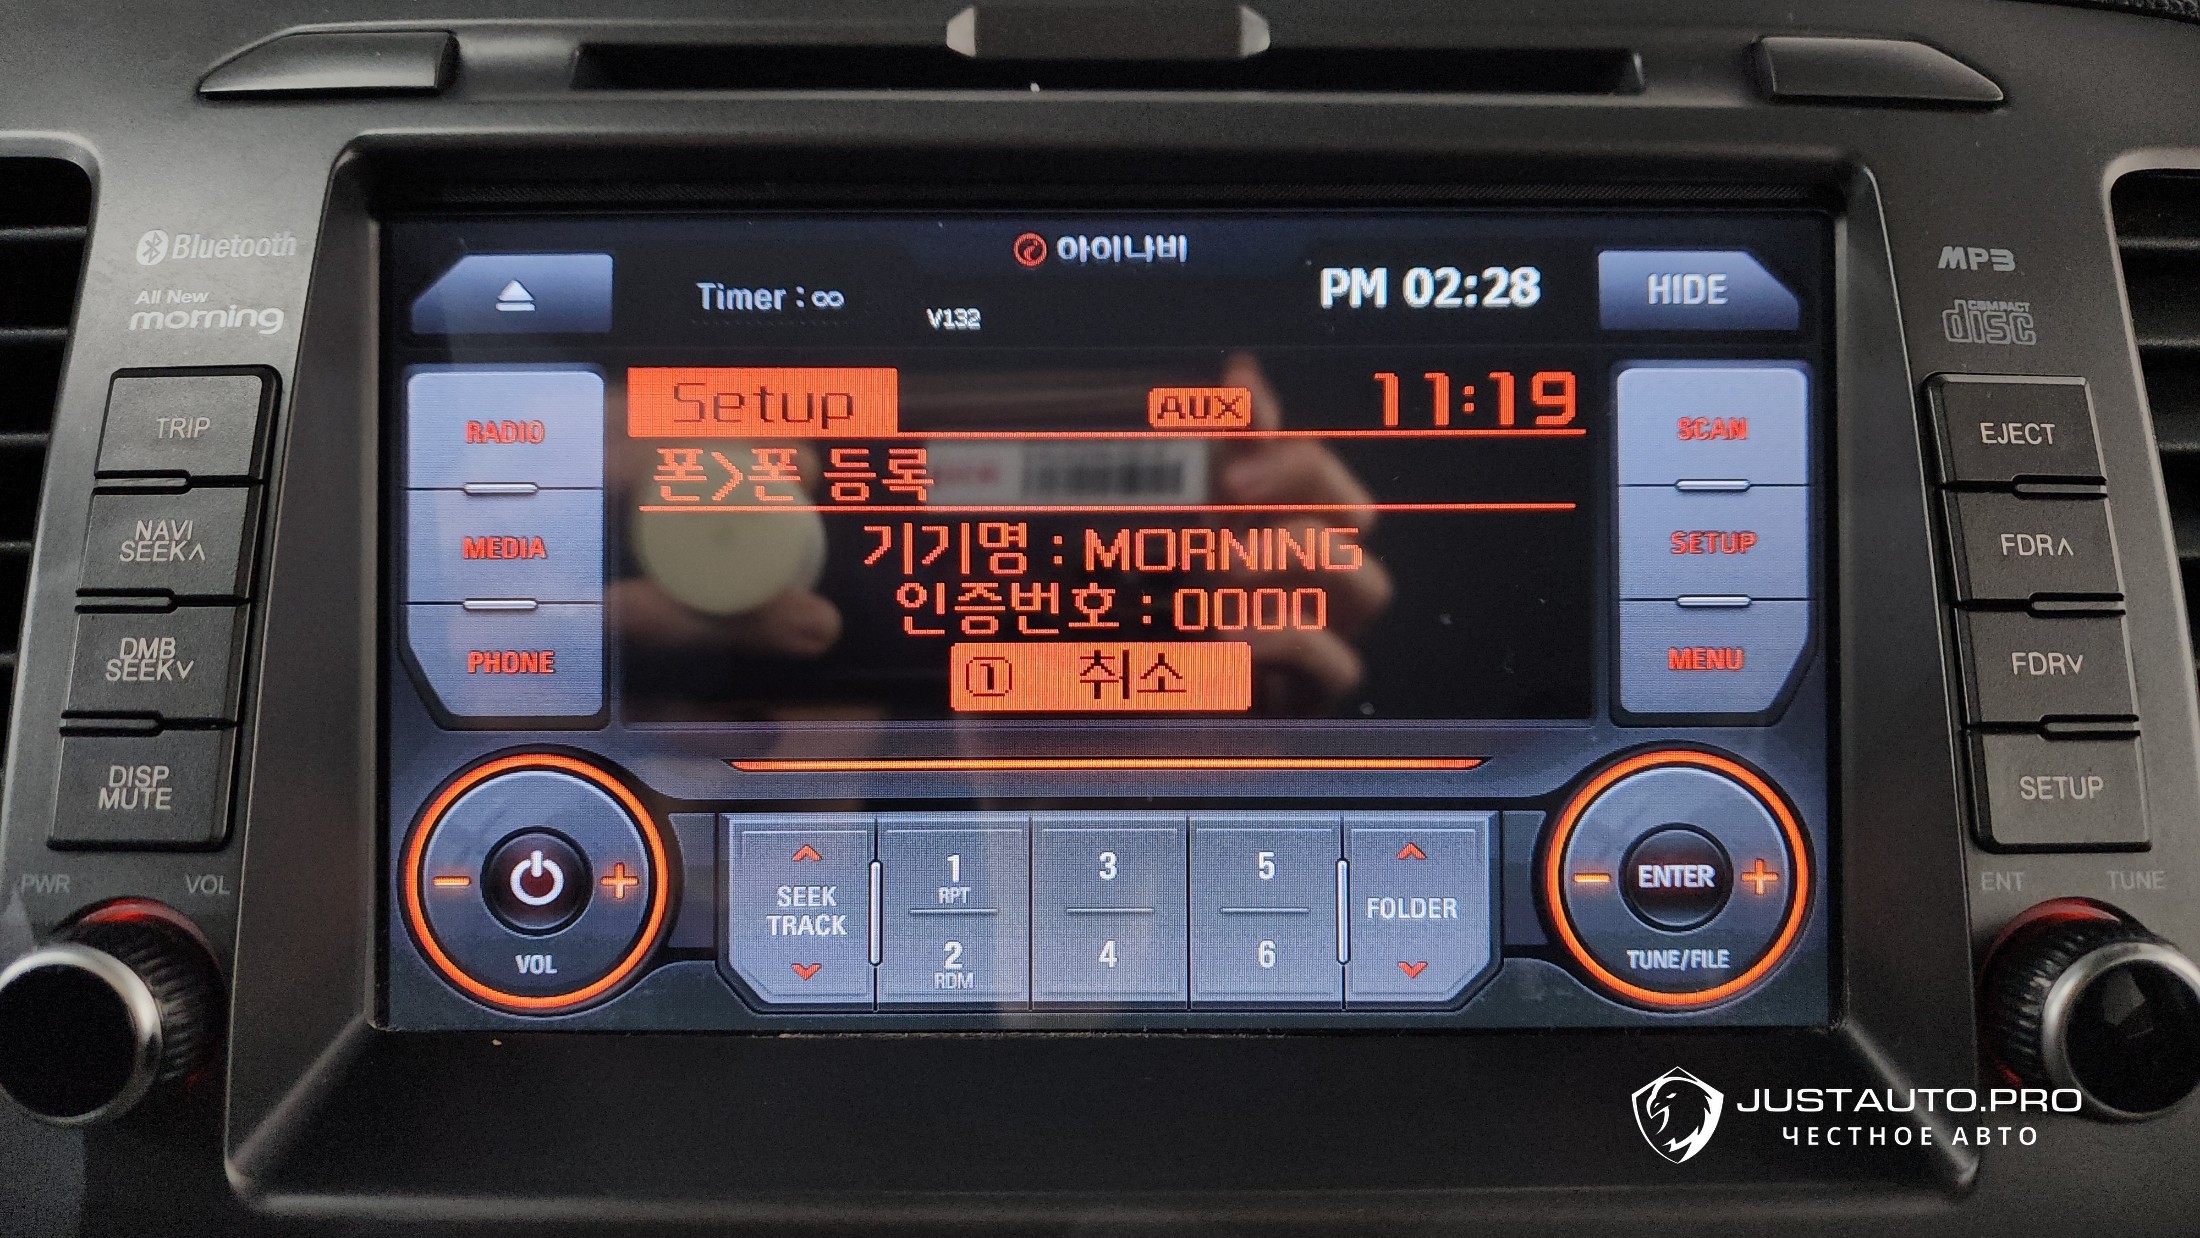 Bluetooth
All New
morning
TRIP
NAVI
SEEK∧
DMB
SEEK∨
DISP
MUTE
PWR VOL
아이나비
Timer : ∞
V132
PM 02:28
HIDE
RADIO
MEDIA
PHONE
Setup AUX 11:19
폰>폰 등록
기기명 : MORNING
인증번호 : 0000
① 취소
SCAN
SETUP
MENU
VOL
SEEK
TRACK
1
RPT
2
RDM
3
4
5
6
FOLDER
ENTER
TUNE/FILE
MP3
COMPACT
disc
EJECT
FDR∧
FDR∨
SETUP
ENT TUNE
JUSTAUTO.PRO
ЧЕСТНОЕ АВТО